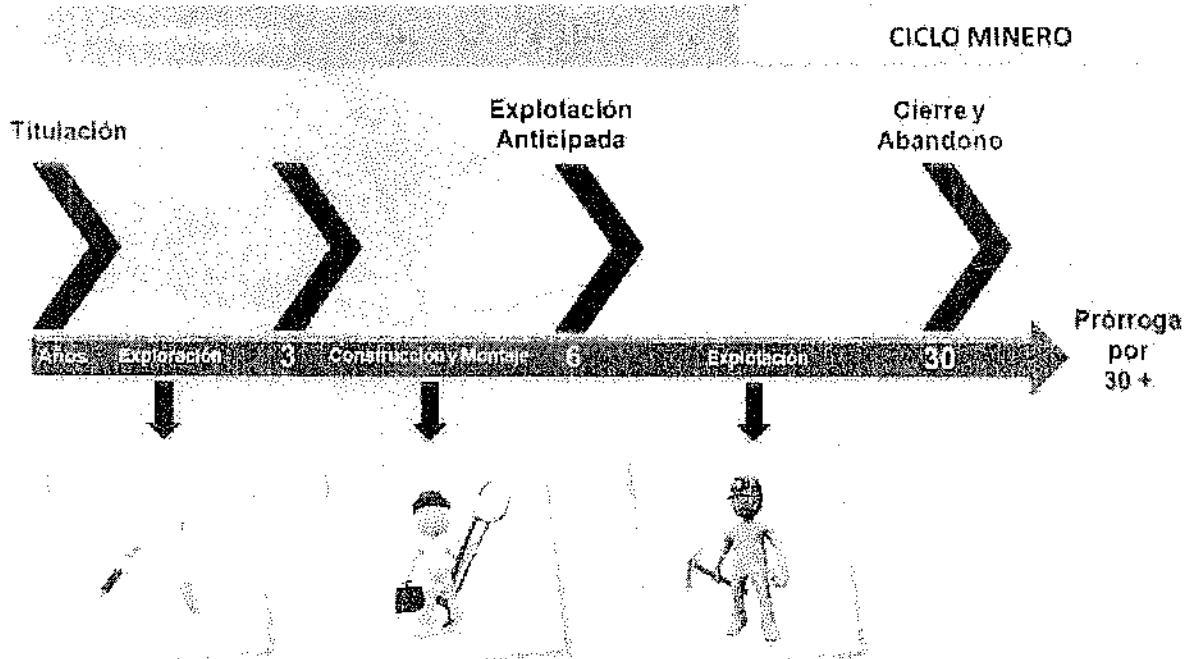 CICLO MINERO
Titulación
Explotación
Anticipada
Cierre y
Abandono
Años Exploración 3 Construcción y Montaje 6 Explotación 30
Prórroga
por
30 +